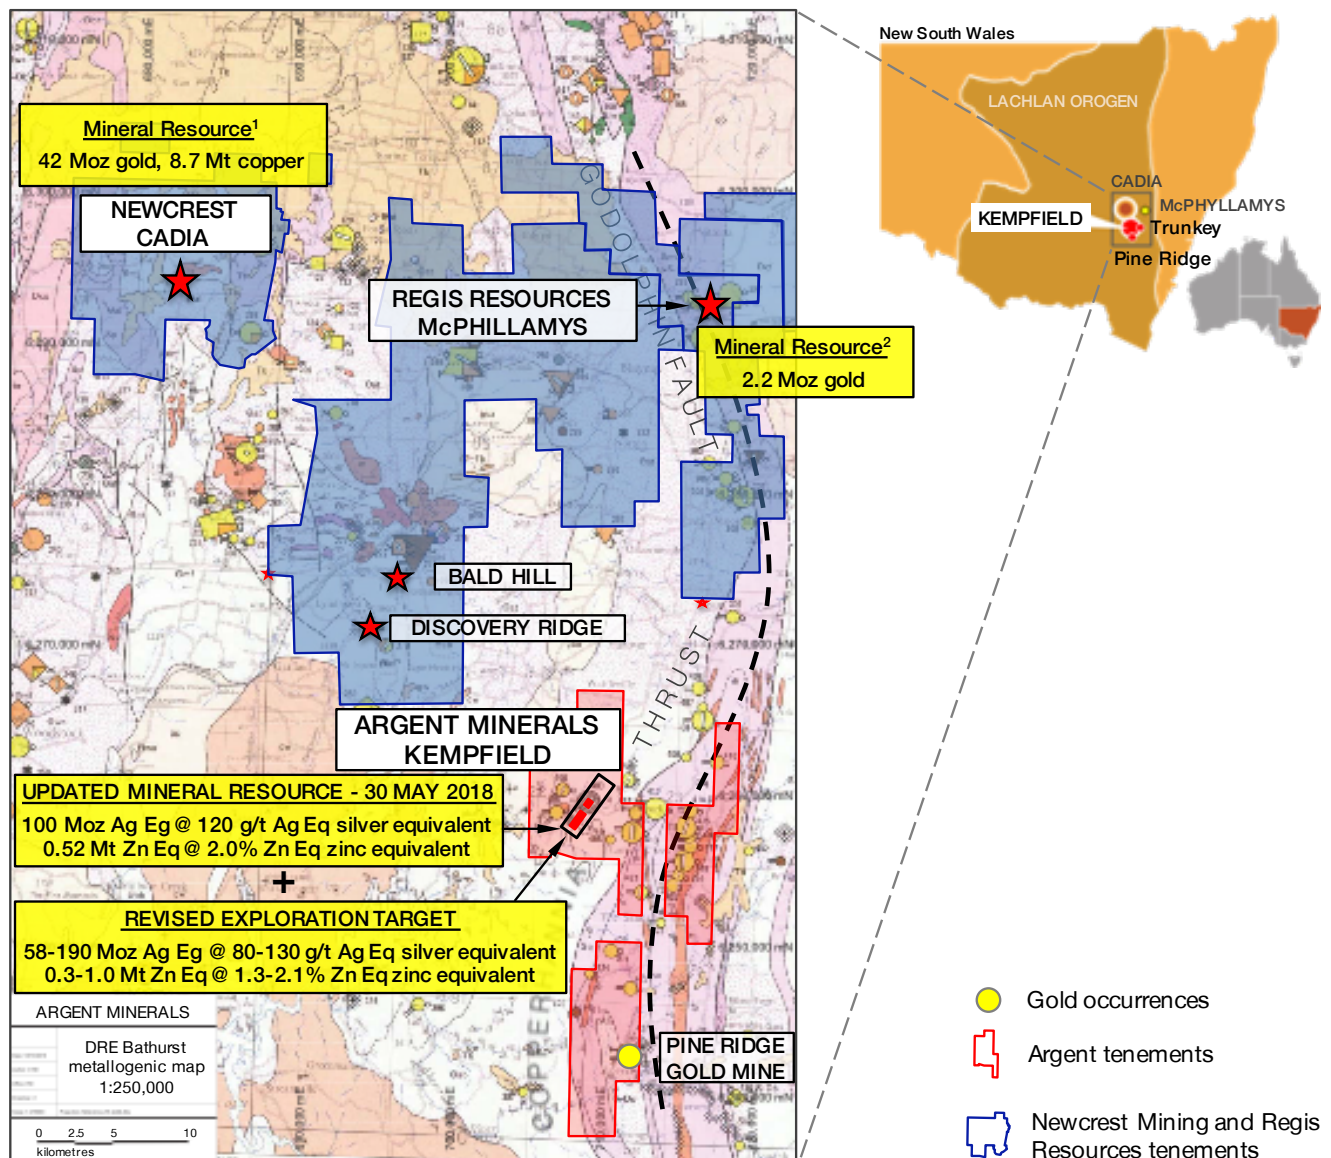 Mineral Resource1
42 Moz gold, 8.7 Mt copper
NEWCREST
CADIA
GODOLPHIN FAULT
REGIS RESOURCES
McPHILLAMYS
Mineral Resource2
2.2 Moz gold
BALD HILL
DISCOVERY RIDGE
COPPERHANNIA THRUST
ARGENT MINERALS
KEMPFIELD
UPDATED MINERAL RESOURCE - 30 MAY 2018
100 Moz Ag Eg @ 120 g/t Ag Eq silver equivalent
0.52 Mt Zn Eq @ 2.0% Zn Eq zinc equivalent
+
REVISED EXPLORATION TARGET
58-190 Moz Ag Eg @ 80-130 g/t Ag Eq silver equivalent
0.3-1.0 Mt Zn Eq @ 1.3-2.1% Zn Eq zinc equivalent
PINE RIDGE
GOLD MINE
ARGENT MINERALS
DRE Bathurst
metallogenic map
1:250,000
0 2.5 5 10
kilometres
New South Wales
LACHLAN OROGEN
CADIA
McPHYLLAMYS
KEMPFIELD
Trunkey
Pine Ridge
Gold occurrences
Argent tenements
Newcrest Mining and Regis
Resources tenements